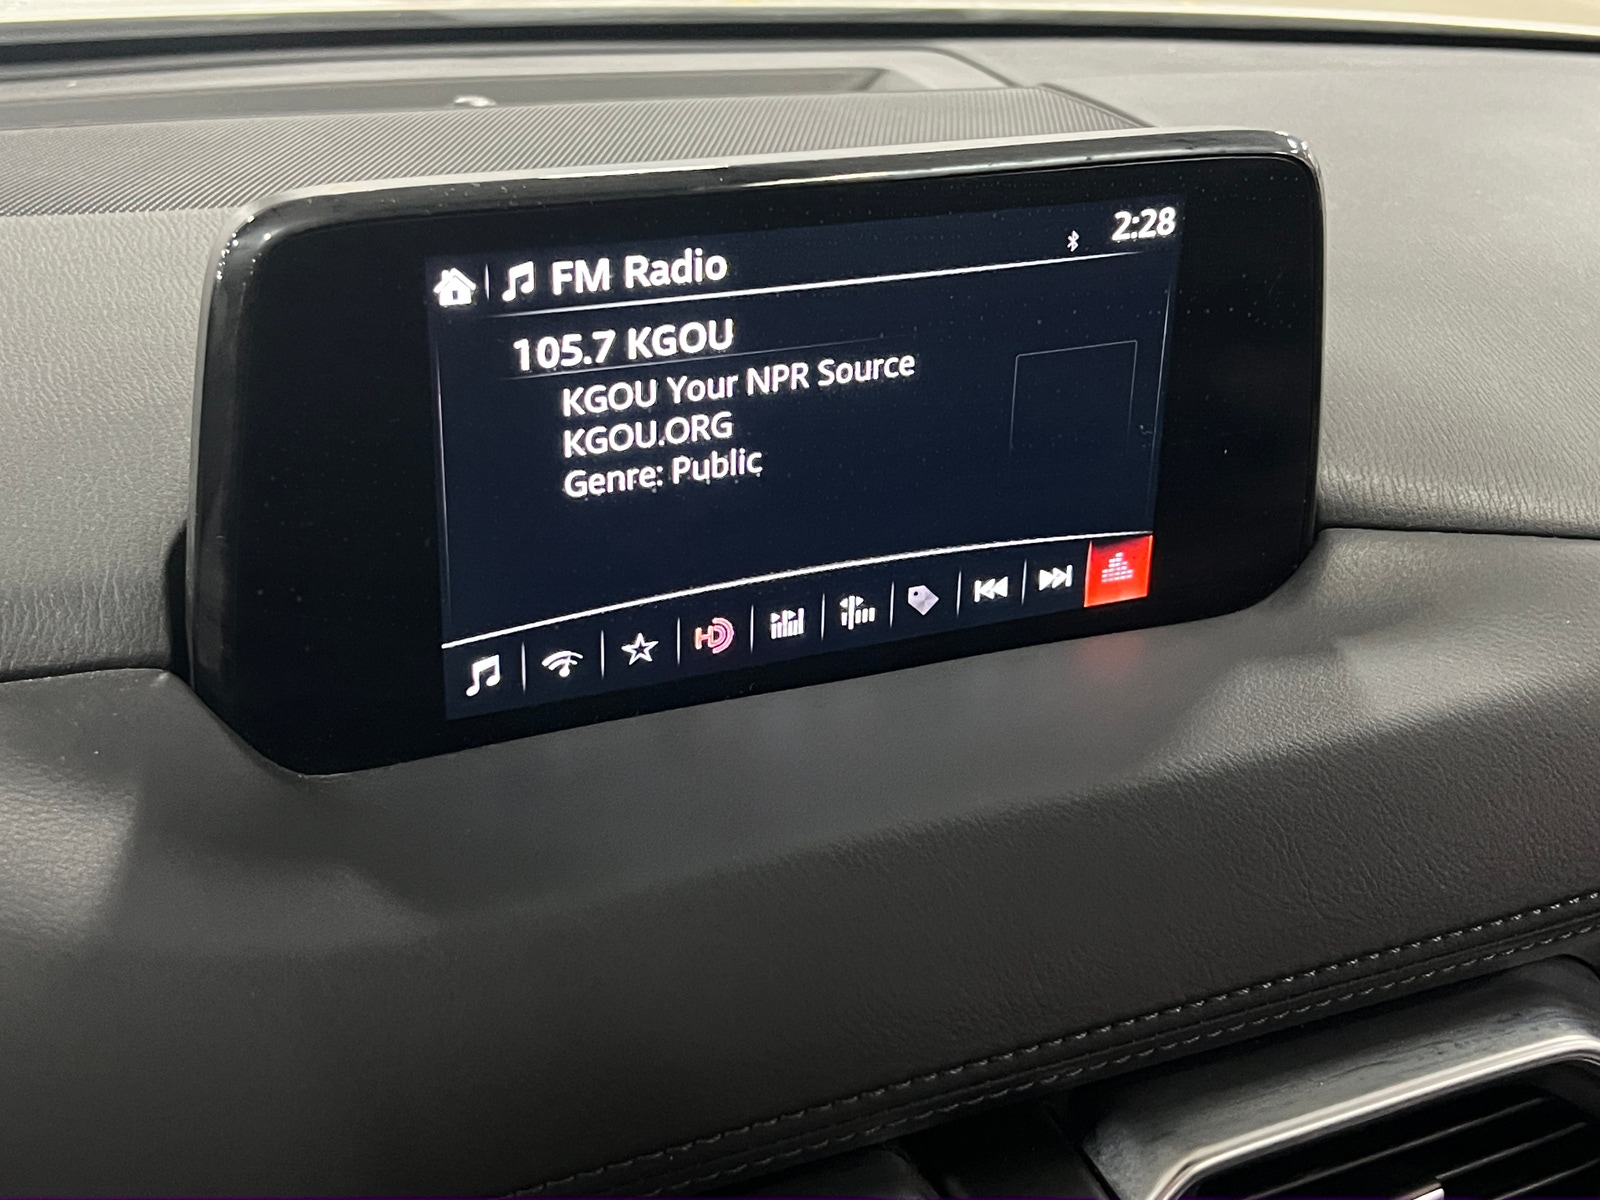 2:28
FM Radio
105.7 KGOU
KGOU Your NPR Source
KGOU.ORG
Genre: Public
HD